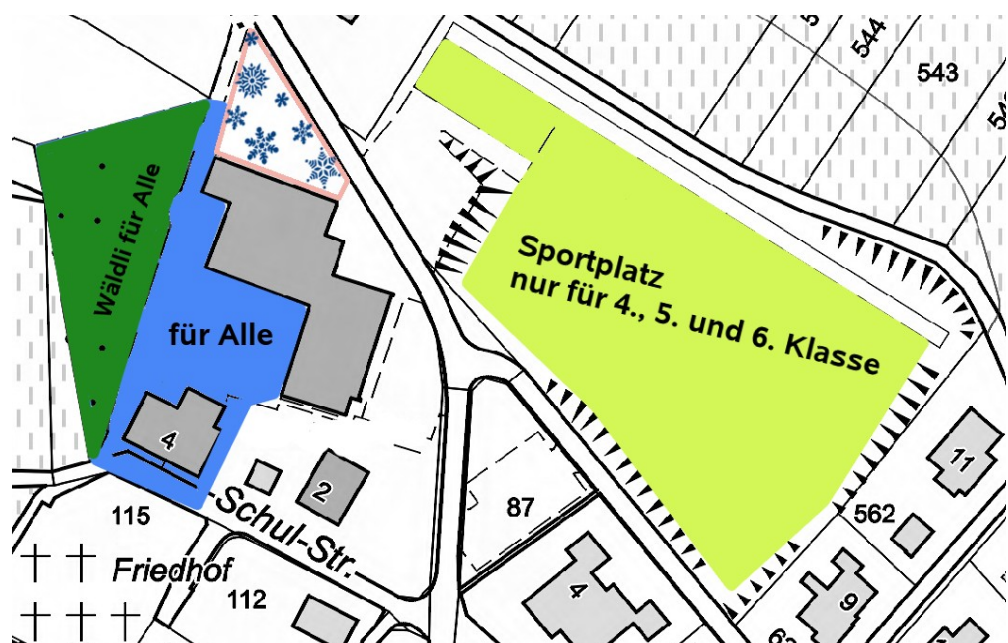 544
543
Wäldli für Alle
Sportplatz
nur für 4., 5. und 6. Klasse
für Alle
4
2
Schul-Str.
87
11
562
115
Friedhof
112
4
9